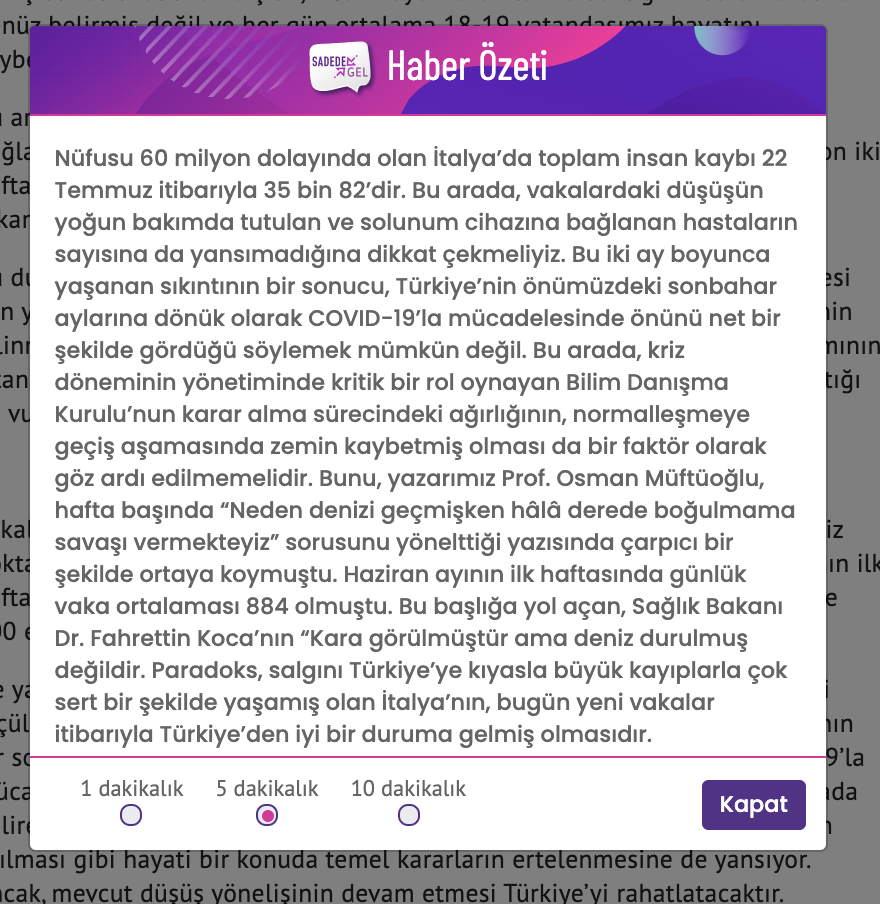 belirmiş değil ve her gün ortalama 18-19 vatandaşımız hayatını
SADEDE
GEL
Haber Özeti
Nüfusu 60 milyon dolayında olan İtalya’da toplam insan kaybı 22
Temmuz itibarıyla 35 bin 82’dir. Bu arada, vakalardaki düşüşün
yoğun bakımda tutulan ve solunum cihazına bağlanan hastaların
sayısına da yansımadığına dikkat çekmeliyiz. Bu iki ay boyunca
yaşanan sıkıntının bir sonucu, Türkiye’nin önümüzdeki sonbahar
aylarına dönük olarak COVID-19’la mücadelesinde önünü net bir
şekilde gördüğü söylemek mümkün değil. Bu arada, kriz
döneminin yönetiminde kritik bir rol oynayan Bilim Danışma
Kurulu’nun karar alma sürecindeki ağırlığının, normalleşmeye
geçiş aşamasında zemin kaybetmiş olması da bir faktör olarak
göz ardı edilmemelidir. Bunu, yazarımız Prof. Osman Müftüoğlu,
hafta başında “Neden denizi geçmişken hâlâ derede boğulmama
savaşı vermekteyiz” sorusunu yönelttiği yazısında çarpıcı bir
şekilde ortaya koymuştu. Haziran ayının ilk haftasında günlük
vaka ortalaması 884 olmuştu. Bu başlığa yol açan, Sağlık Bakanı
Dr. Fahrettin Koca’nın “Kara görülmüştür ama deniz durulmuş
değildir. Paradoks, salgını Türkiye’ye kıyasla büyük kayıplarla çok
sert bir şekilde yaşamış olan İtalya’nın, bugün yeni vakalar
itibarıyla Türkiye’den iyi bir duruma gelmiş olmasıdır.
1 dakikalık 5 dakikalık 10 dakikalık
Kapat
gibi hayati bir konuda temel kararların ertelenmesine de yansıyor.
mevcut düşüş yönelişinin devam etmesi Türkiye’yi rahatlatacaktır.